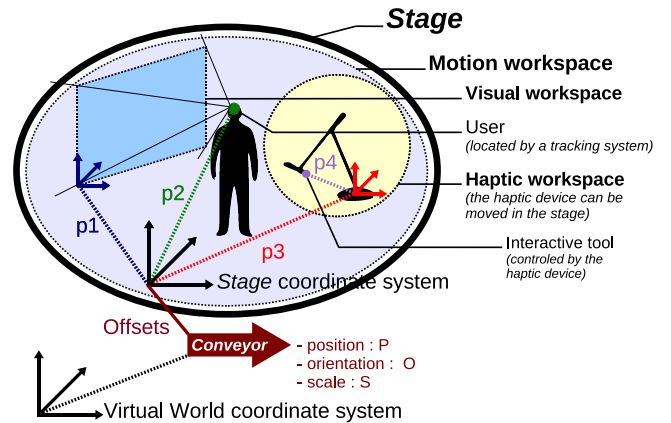 Stage
Motion workspace
Visual workspace
User
(located by a tracking system)
p4
p2
Haptic workspace
(the haptic device can be
moved in the stage)
p1
p3
Interactive tool
(controled by the
haptic device)
Stage coordinate system
Offsets
Conveyor
- position : P
- orientation : O
- scale : S
Virtual World coordinate system